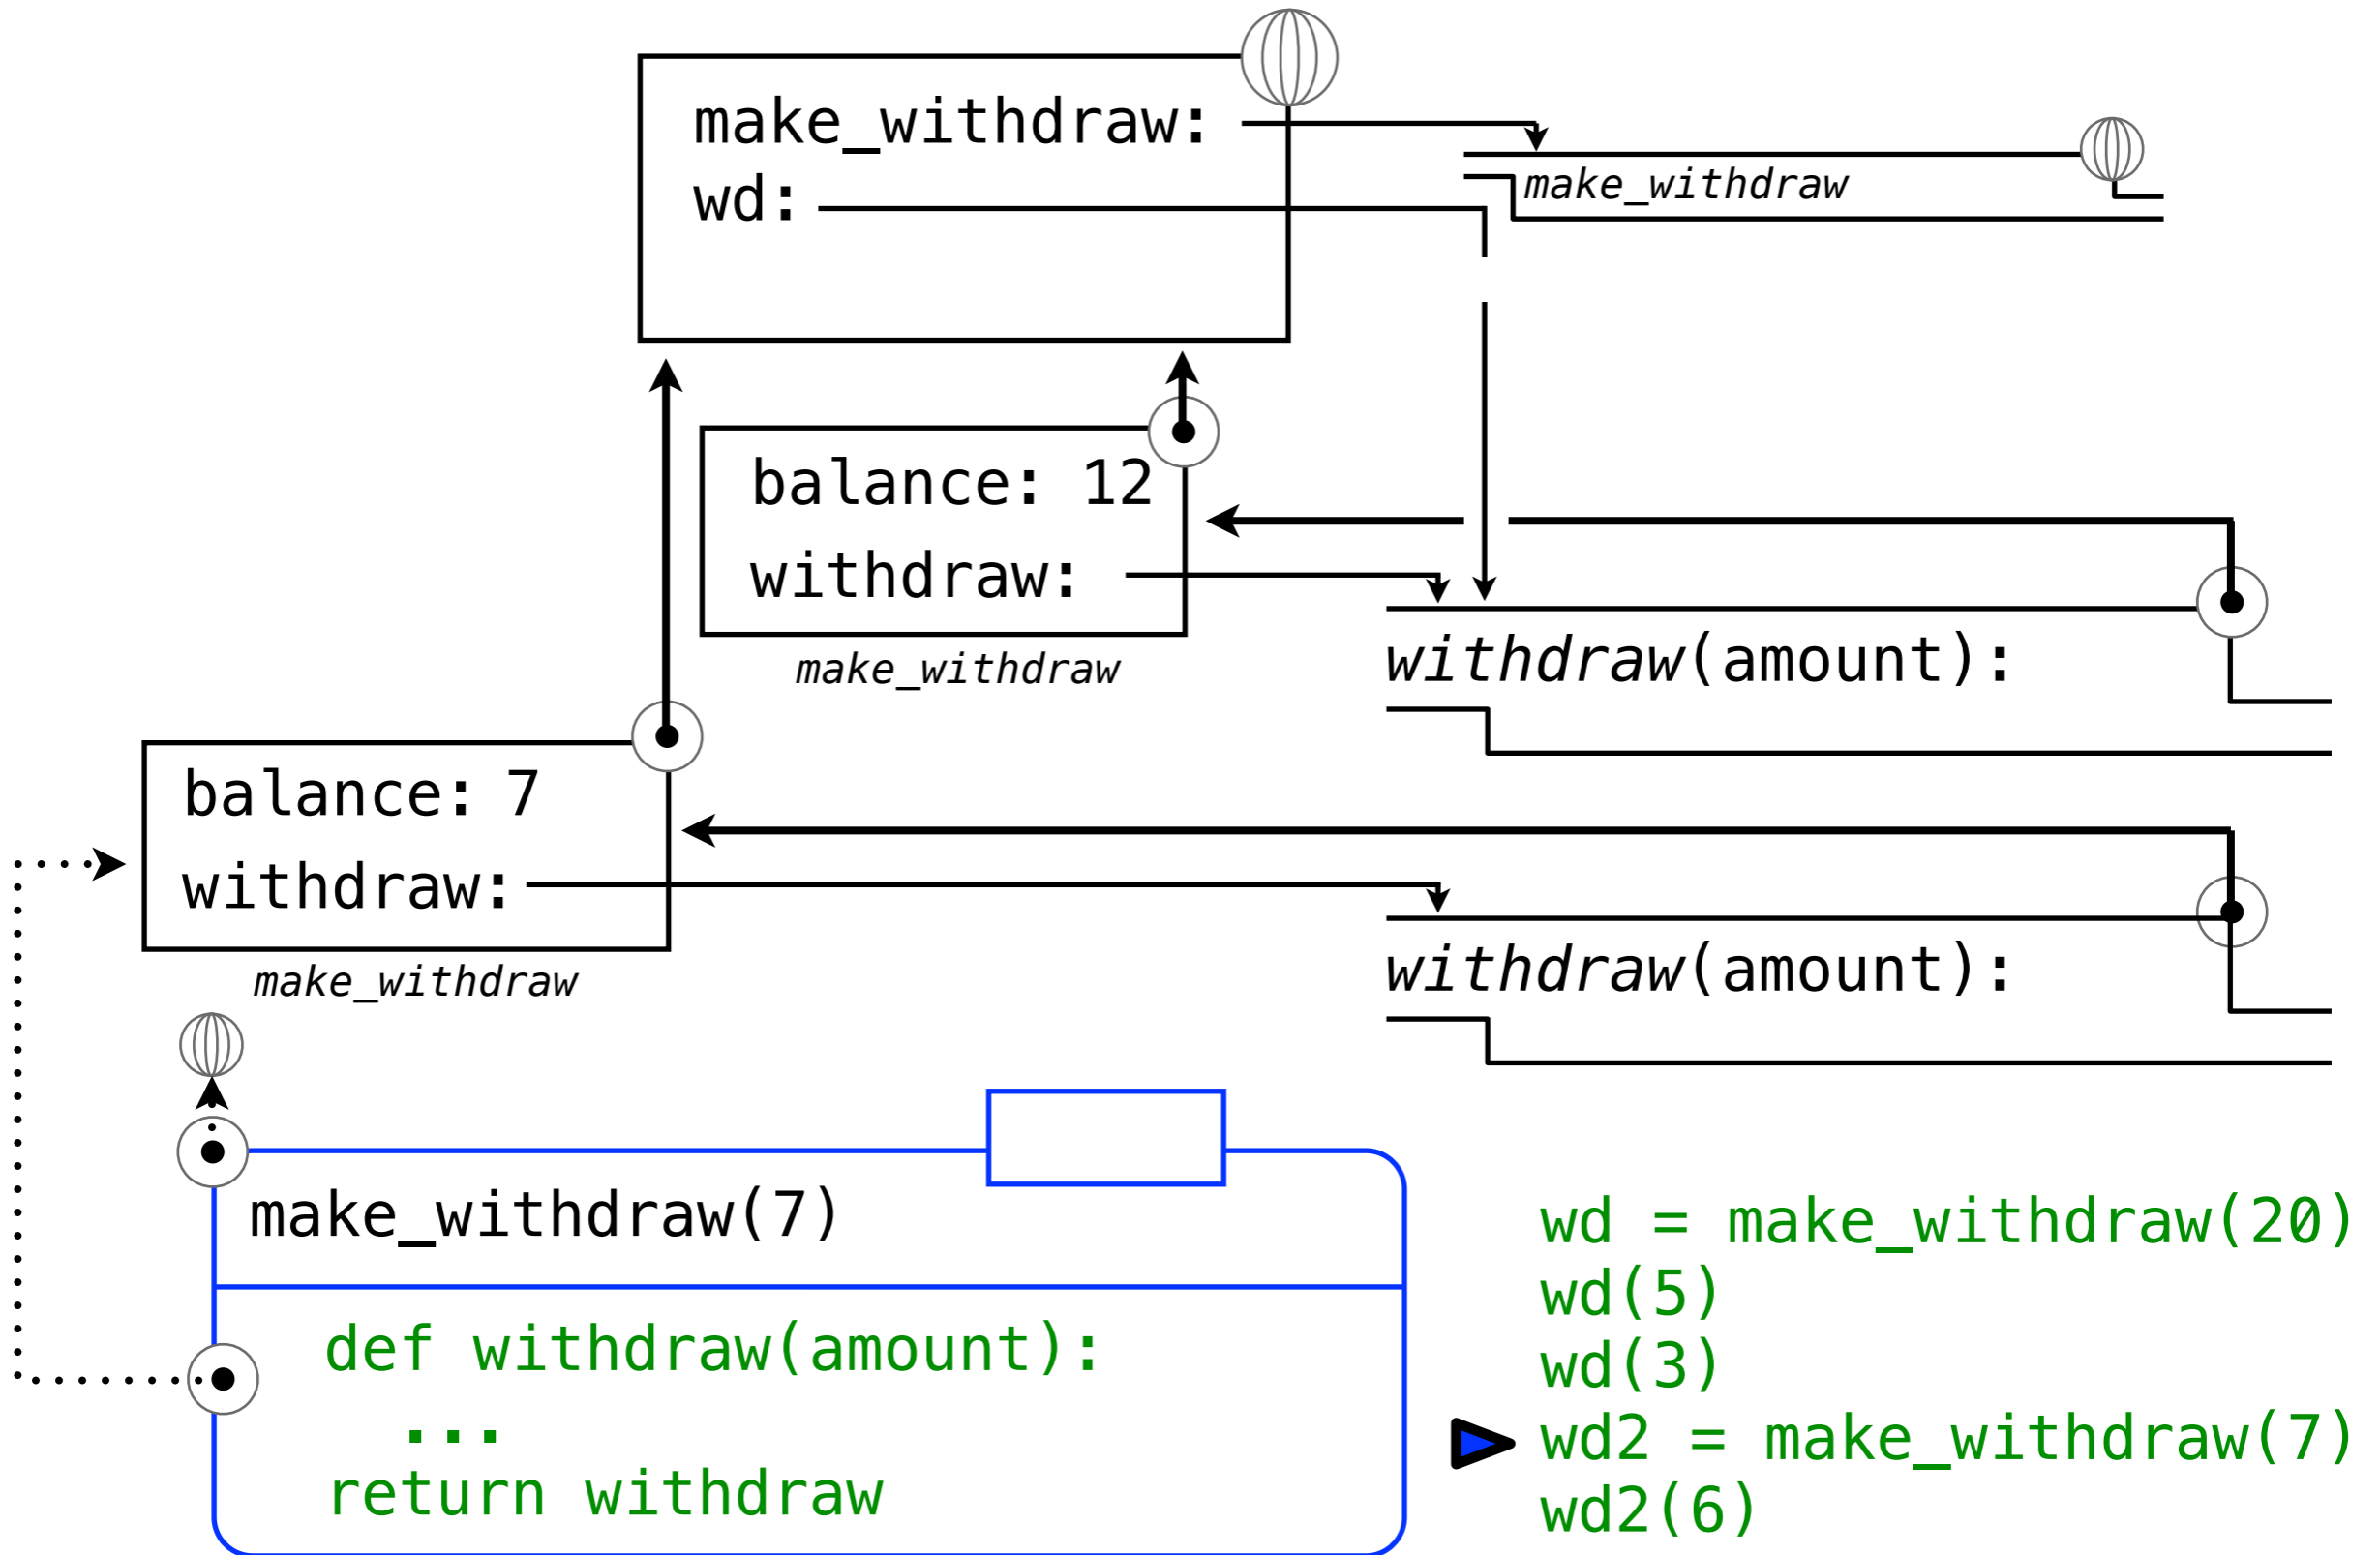 make_withdraw:
wd:
make_withdraw
balance: 12
withdraw:
make_withdraw
withdraw(amount):
balance: 7
withdraw:
make_withdraw
withdraw(amount):
make_withdraw(7)
def withdraw(amount):
...
return withdraw
wd = make_withdraw(20)
wd(5)
wd(3)
wd2 = make_withdraw(7)
wd2(6)